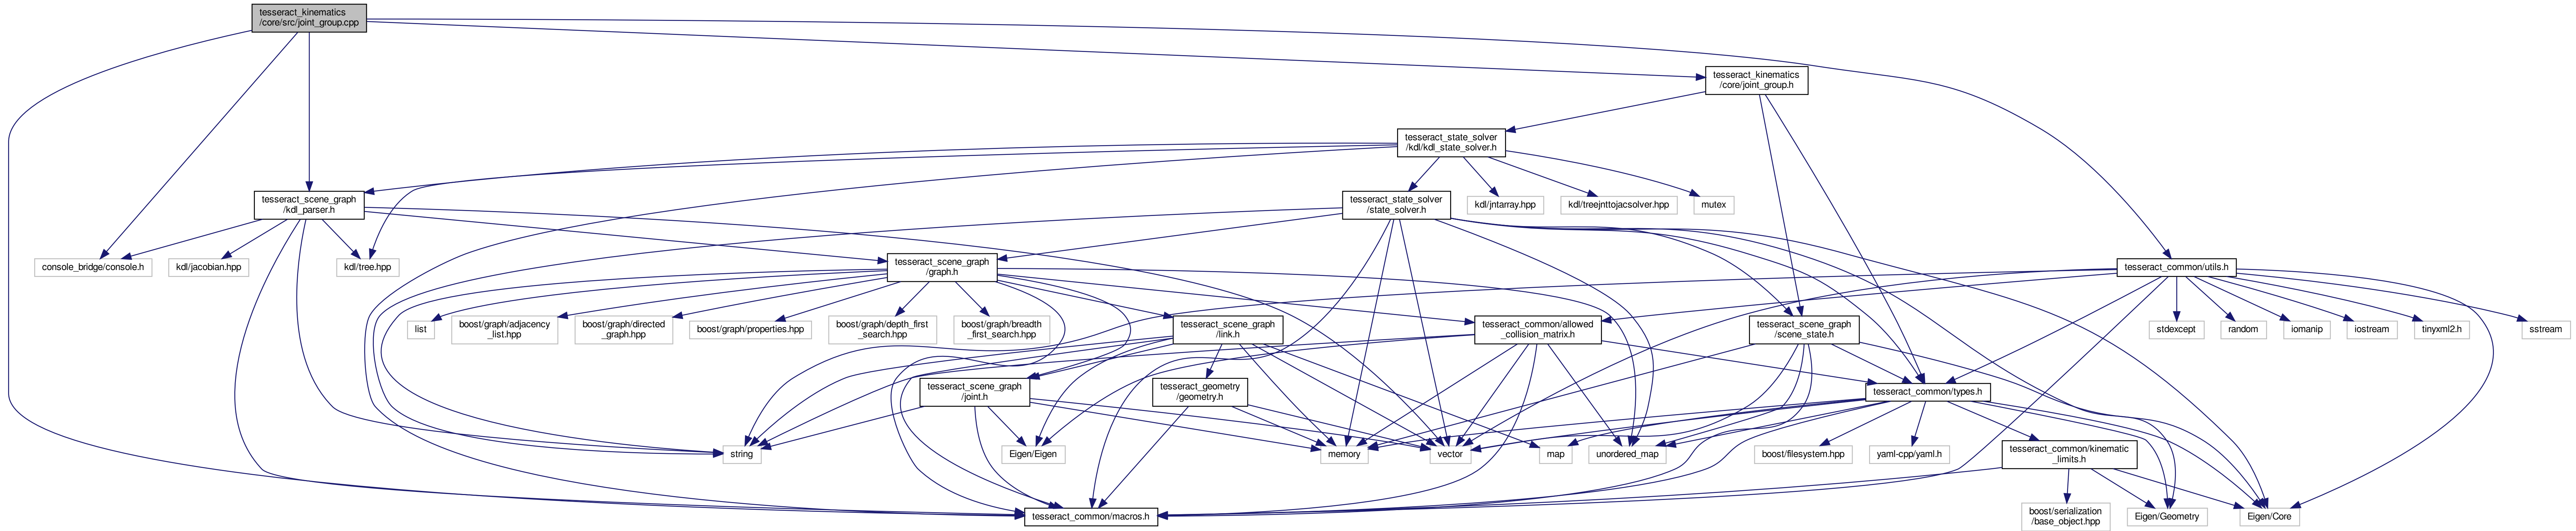 tesseract_kinematics
/core/src/joint_group.cpp
tesseract_kinematics
/core/joint_group.h
tesseract_state_solver
/kdl/kdl_state_solver.h
tesseract_scene_graph
/kdl_parser.h
tesseract_state_solver
/state_solver.h
kdl/jntarray.hpp
kdl/treejnttojacsolver.hpp
mutex
console_bridge/console.h
kdl/jacobian.hpp
kdl/tree.hpp
tesseract_scene_graph
/graph.h
tesseract_common/utils.h
list
boost/graph/adjacency
_list.hpp
boost/graph/directed
_graph.hpp
boost/graph/properties.hpp
boost/graph/depth_first
_search.hpp
boost/graph/breadth
_first_search.hpp
tesseract_scene_graph
/link.h
tesseract_common/allowed
_collision_matrix.h
tesseract_scene_graph
/scene_state.h
stdexcept
random
iomanip
iostream
tinyxml2.h
sstream
tesseract_scene_graph
/joint.h
tesseract_geometry
/geometry.h
tesseract_common/types.h
string
Eigen/Eigen
memory
vector
map
unordered_map
boost/filesystem.hpp
yaml-cpp/yaml.h
tesseract_common/kinematic
_limits.h
tesseract_common/macros.h
boost/serialization
/base_object.hpp
Eigen/Geometry
Eigen/Core